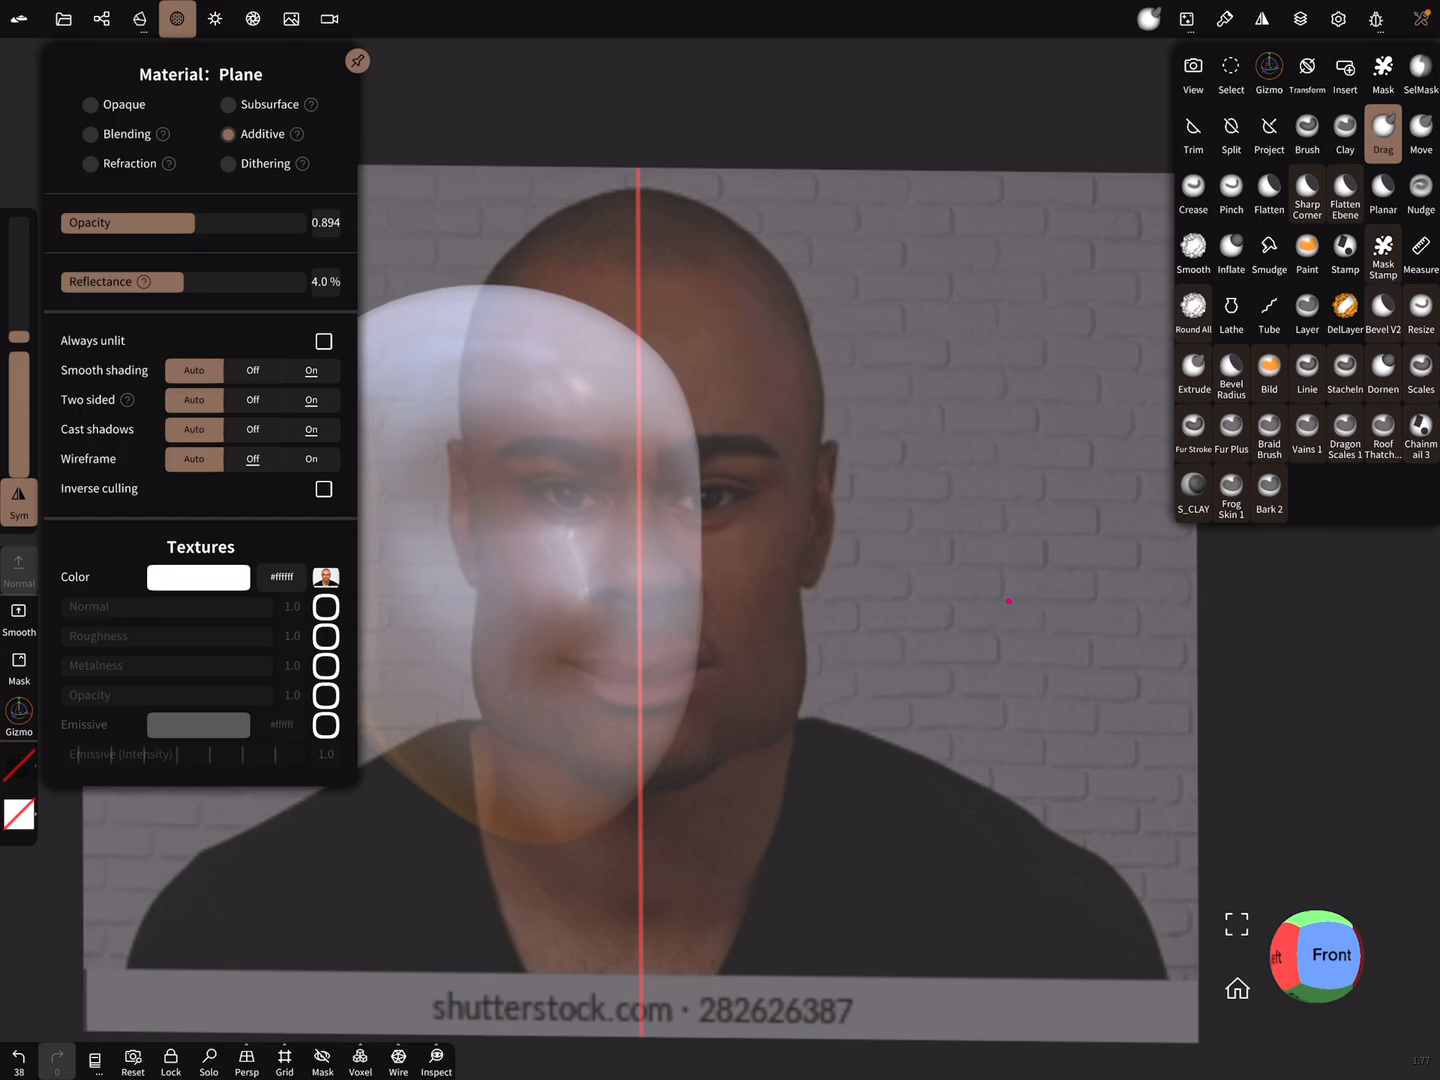 Material: Plane
Opaque
Subsurface ?
Blending ?
Additive ?
Refraction ?
Dithering ?
Opacity 0.894
Reflectance ? 4.0 %
Always unlit
Smooth shading Auto Off On
Two sided ? Auto Off On
Cast shadows Auto Off On
Wireframe Auto Off On
Inverse culling
Textures
Color #ffffff
Normal 1.0
Roughness 1.0
Metalness 1.0
Opacity 1.0
Emissive #ffffff
Emissive (Intensity) 1.0
Sym
Normal
Smooth
Mask
Gizmo
View Select Gizmo Transform Insert Mask SelMask
Trim Split Project Brush Clay Drag Move
Crease Pinch Flatten Sharp Corner Flatten Ebene Planar Nudge
Smooth Inflate Smudge Paint Stamp Mask Stamp Measure
Round All Lathe Tube Layer DelLayer Bevel V2 Resize
Extrude Bevel Radius Bild Linie Stacheln Dornen Scales
Fur Stroke Fur Plus Braid Brush Vains 1 Dragon Scales 1 Roof Thatch... Chainm ail 3
S_CLAY Frog Skin 1 Bark 2
shutterstock.com · 282626387
eft Front
38 0 ... Reset Lock Solo Persp Grid Mask Voxel Wire Inspect
1.77